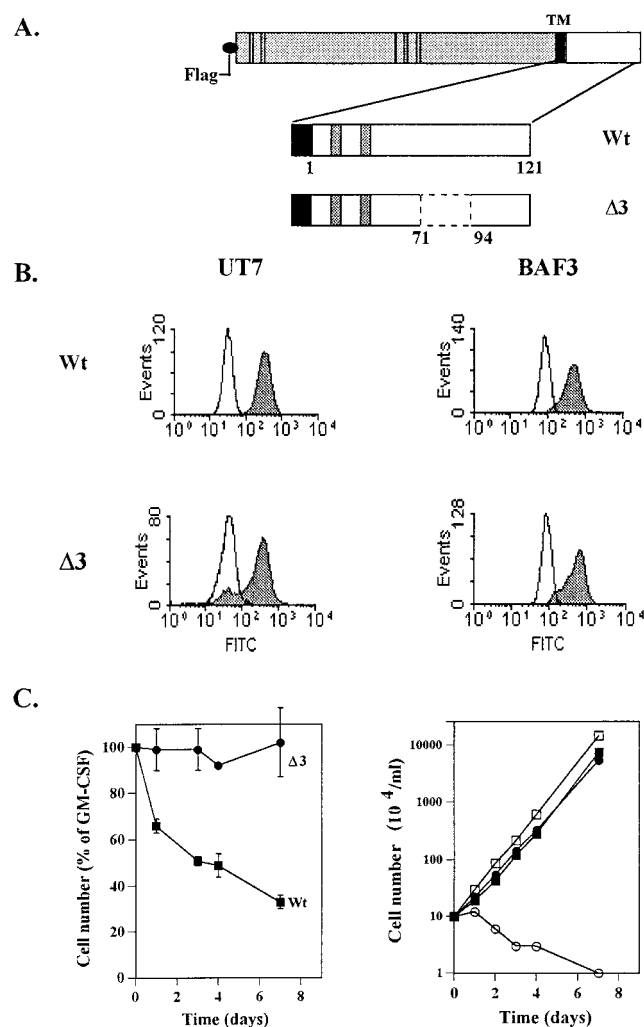 A.
TM
Flag
Wt
1 121
Δ3
71 94
B.
UT7 BAF3
Wt
Events
120
0
10⁰ 10¹ 10² 10³ 10⁴
Events
140
0
10⁰ 10¹ 10² 10³ 10⁴
Δ3
Events
80
0
10⁰ 10¹ 10² 10³ 10⁴
FITC
Events
128
0
10⁰ 10¹ 10² 10³ 10⁴
FITC
C.
Cell number (% of GM-CSF)
100
80
60
40
20
0
Δ3
Wt
0 2 4 6 8
Time (days)
Cell number (10⁴/ml)
10000
1000
100
10
1
0 2 4 6 8
Time (days)